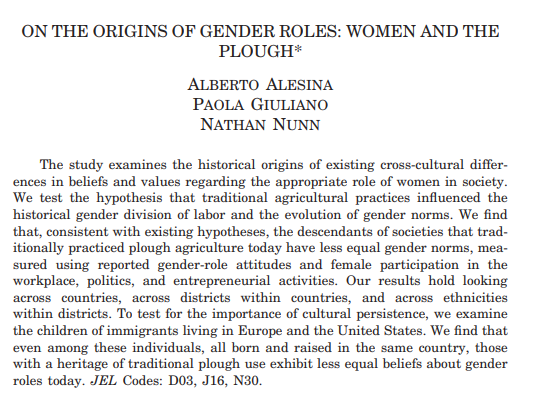 ON THE ORIGINS OF GENDER ROLES: WOMEN AND THE
PLOUGH*
ALBERTO ALESINA
PAOLA GIULIANO
NATHAN NUNN
The study examines the historical origins of existing cross-cultural differ-
ences in beliefs and values regarding the appropriate role of women in society.
We test the hypothesis that traditional agricultural practices influenced the
historical gender division of labor and the evolution of gender norms. We find
that, consistent with existing hypotheses, the descendants of societies that trad-
itionally practiced plough agriculture today have less equal gender norms, mea-
sured using reported gender-role attitudes and female participation in the
workplace, politics, and entrepreneurial activities. Our results hold looking
across countries, across districts within countries, and across ethnicities
within districts. To test for the importance of cultural persistence, we examine
the children of immigrants living in Europe and the United States. We find that
even among these individuals, all born and raised in the same country, those
with a heritage of traditional plough use exhibit less equal beliefs about gender
roles today. JEL Codes: D03, J16, N30.